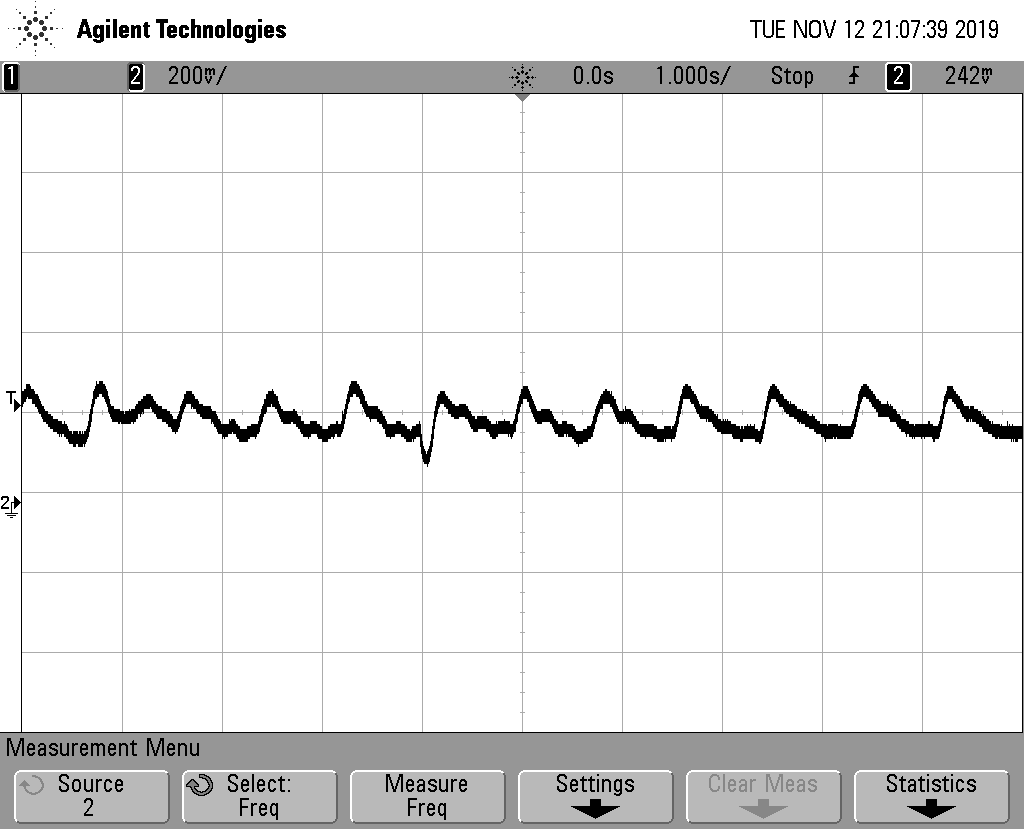 Agilent Technologies TUE NOV 12 21:07:39 2019
1 2 200mV/ 0.0s 1.000s/ Stop 2 242mV
T
2
Measurement Menu
Source Select: Measure Settings Clear Meas Statistics
2 Freq Freq